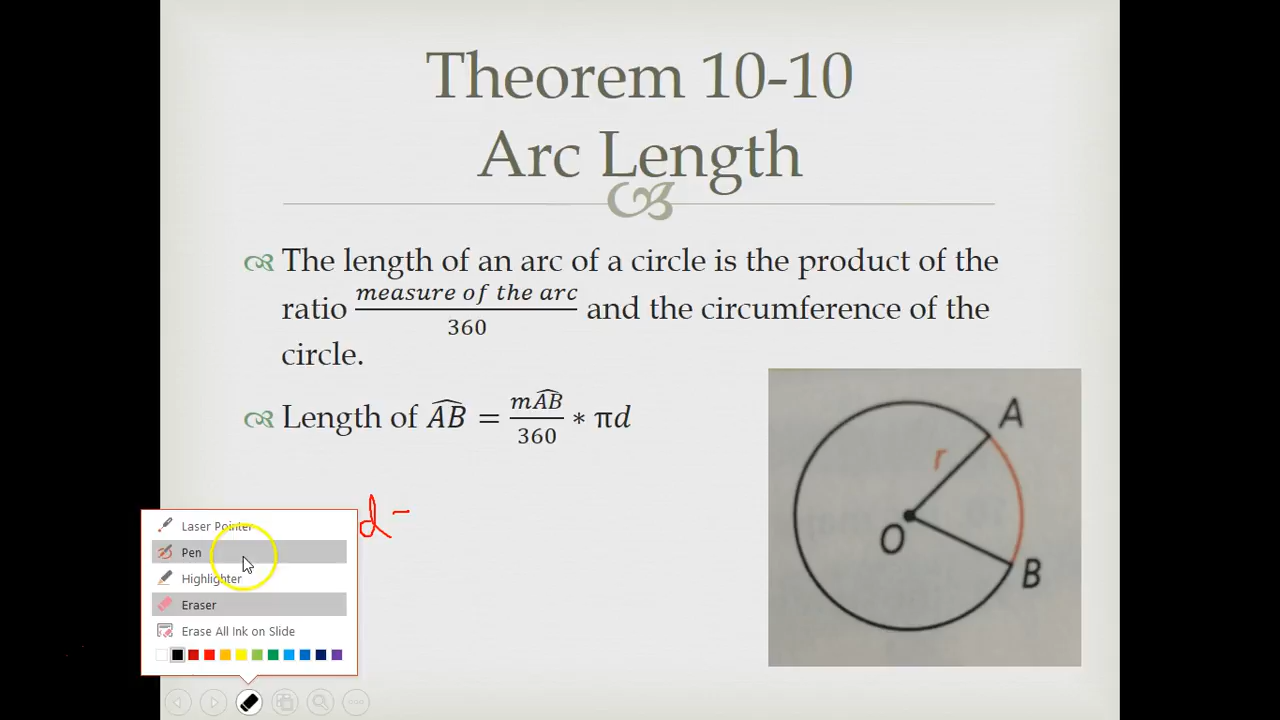 Theorem 10-10
Arc Length
The length of an arc of a circle is the product of the
ratio measure of the arc / 360 and the circumference of the
circle.
Length of A͡B = mA͡B / 360 * πd
d -
A
r
O
B
Laser Pointer
Pen
Highlighter
Eraser
Erase All Ink on Slide